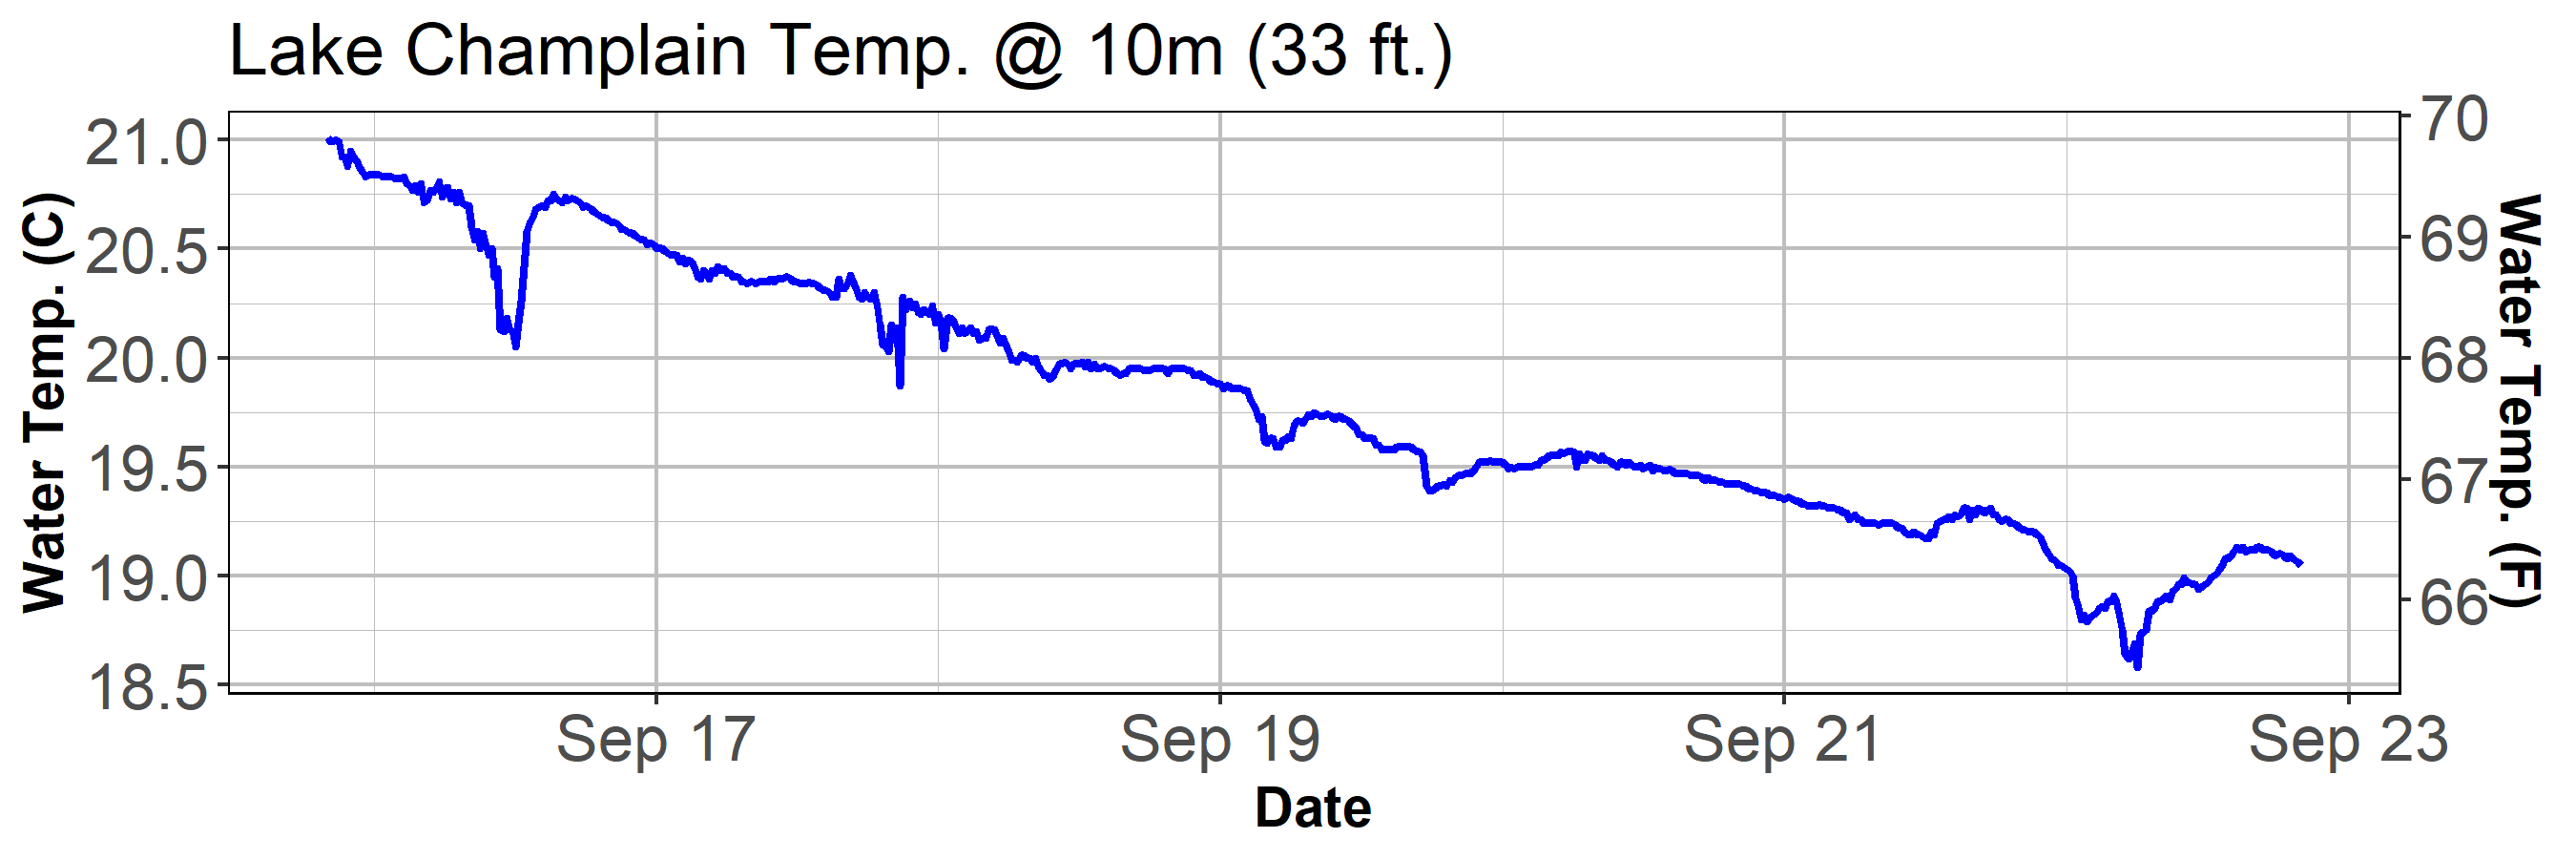 Lake Champlain Temp. @ 10m (33 ft.)
Water Temp. (C)
21.0
20.5
20.0
19.5
19.0
18.5
70
69
68
67
66
Water Temp. (F)
Sep 17 Sep 19 Sep 21 Sep 23
Date